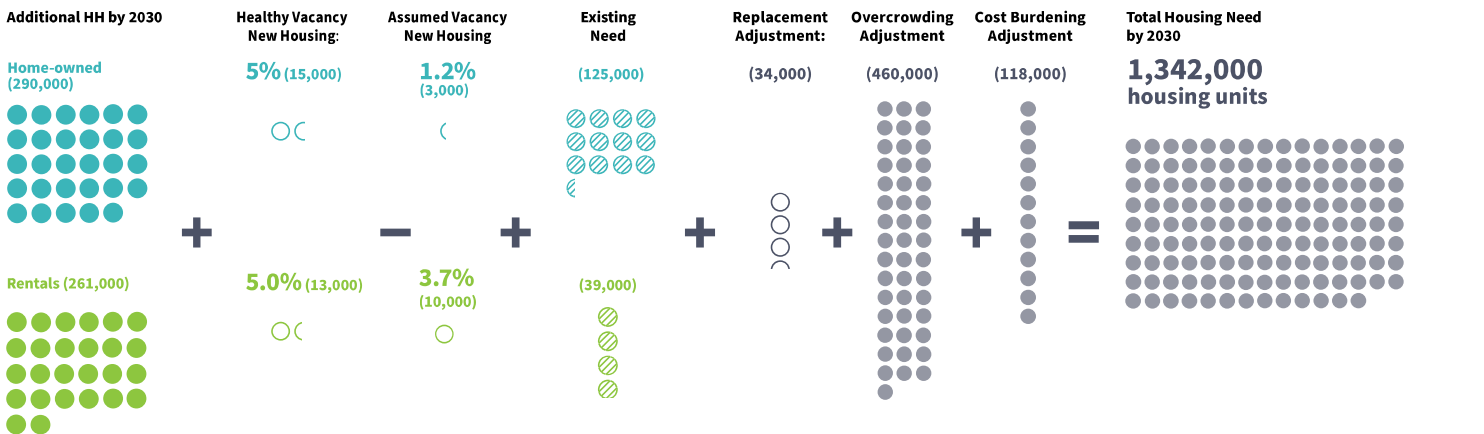 Additional HH by 2030
Home-owned
(290,000)
Rentals (261,000)
+
Healthy Vacancy
New Housing:
5% (15,000)
5.0% (13,000)
−
Assumed Vacancy
New Housing
1.2%
(3,000)
3.7%
(10,000)
+
Existing
Need
(125,000)
(39,000)
+
Replacement
Adjustment:
(34,000)
+
Overcrowding
Adjustment
(460,000)
+
Cost Burdening
Adjustment
(118,000)
=
Total Housing Need
by 2030
1,342,000
housing units